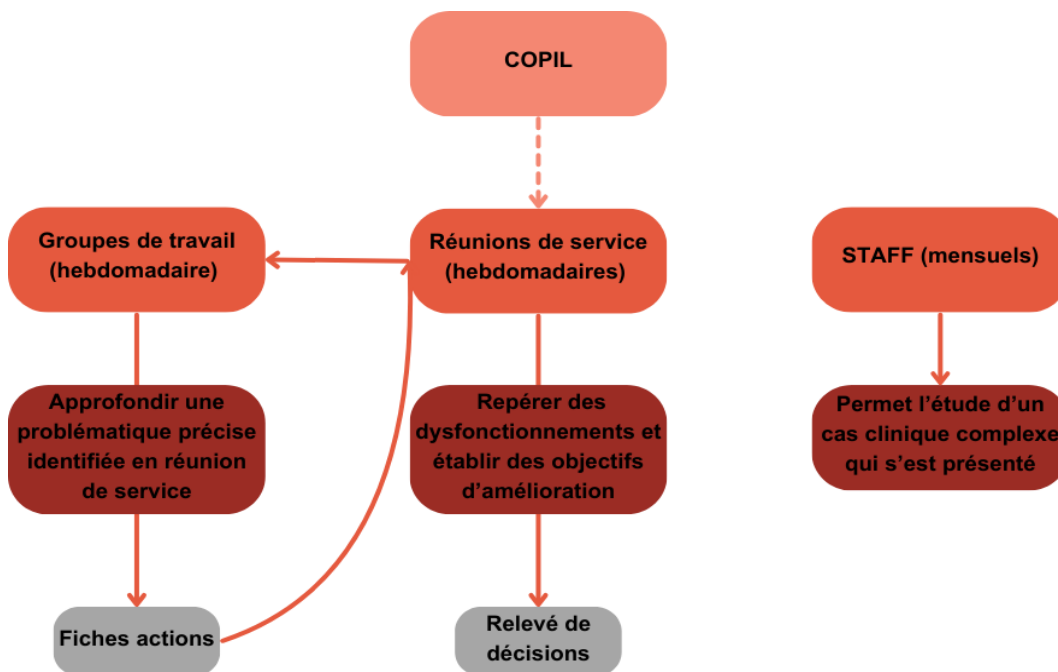 COPIL
Groupes de travail
(hebdomadaire)
Réunions de service
(hebdomadaires)
STAFF (mensuels)
Approfondir une
problématique précise
identifiée en réunion
de service
Repérer des
dysfonctionnements et
établir des objectifs
d’amélioration
Permet l’étude d’un
cas clinique complexe
qui s’est présenté
Fiches actions
Relevé de
décisions